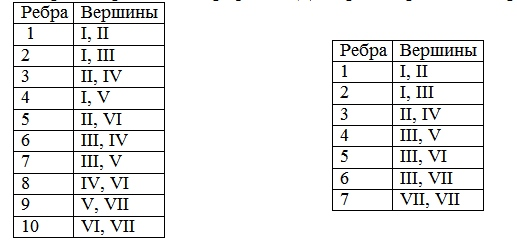 Ребра Вершины
1 I, II
2 I, III
3 II, IV
4 I, V
5 II, VI
6 III, IV
7 III, V
8 IV, VI
9 V, VII
10 VI, VII
Ребра Вершины
1 I, II
2 I, III
3 II, IV
4 III, V
5 III, VI
6 III, VII
7 VII, VII